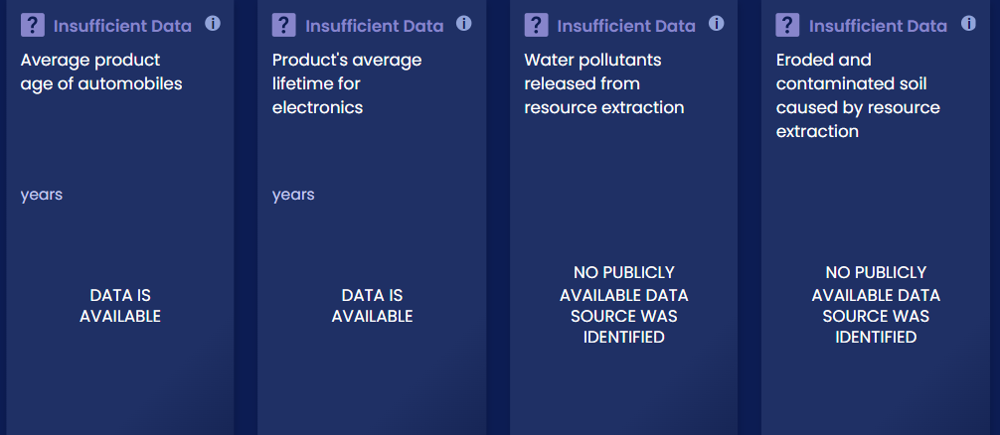 Insufficient Data
Average product
age of automobiles
years
DATA IS
AVAILABLE
Insufficient Data
Product's average
lifetime for
electronics
years
DATA IS
AVAILABLE
Insufficient Data
Water pollutants
released from
resource extraction
NO PUBLICLY
AVAILABLE DATA
SOURCE WAS
IDENTIFIED
Insufficient Data
Eroded and
contaminated soil
caused by resource
extraction
NO PUBLICLY
AVAILABLE DATA
SOURCE WAS
IDENTIFIED